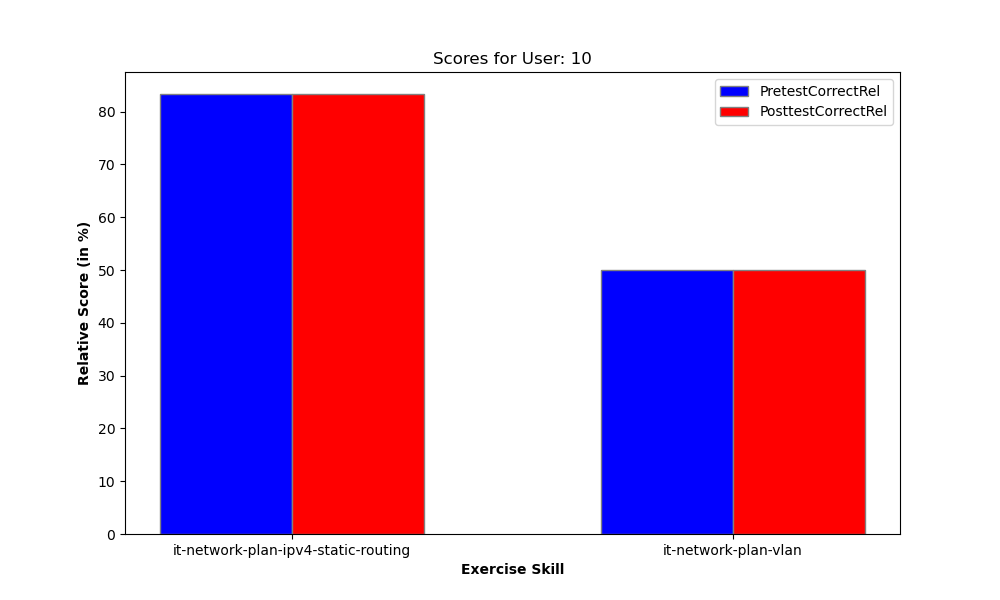 Scores for User: 10
PretestCorrectRel
PosttestCorrectRel
Relative Score (in %)
80
70
60
50
40
30
20
10
0
it-network-plan-ipv4-static-routing
it-network-plan-vlan
Exercise Skill